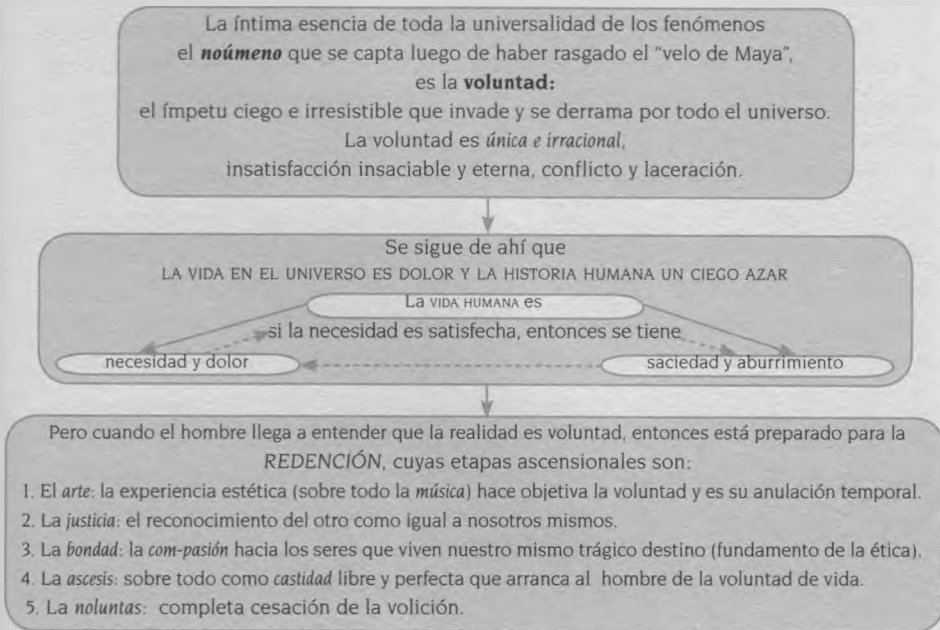 La íntima esencia de toda la universalidad de los fenómenos
el noúmeno que se capta luego de haber rasgado el "velo de Maya",
es la voluntad:
el ímpetu ciego e irresistible que invade y se derrama por todo el universo.
La voluntad es única e irracional,
insatisfacción insaciable y eterna, conflicto y laceración.
Se sigue de ahí que
LA VIDA EN EL UNIVERSO ES DOLOR Y LA HISTORIA HUMANA UN CIEGO AZAR
La VIDA HUMANA es
si la necesidad es satisfecha, entonces se tiene
necesidad y dolor
saciedad y aburrimiento
Pero cuando el hombre llega a entender que la realidad es voluntad, entonces está preparado para la
REDENCIÓN, cuyas etapas ascensionales son:
1. El arte: la experiencia estética (sobre todo la música) hace objetiva la voluntad y es su anulación temporal.
2. La justicia: el reconocimiento del otro como igual a nosotros mismos.
3. La bondad: la com-pasión hacia los seres que viven nuestro mismo trágico destino (fundamento de la ética).
4. La ascesis: sobre todo como castidad libre y perfecta que arranca al hombre de la voluntad de vida.
5. La noluntas: completa cesación de la volición.